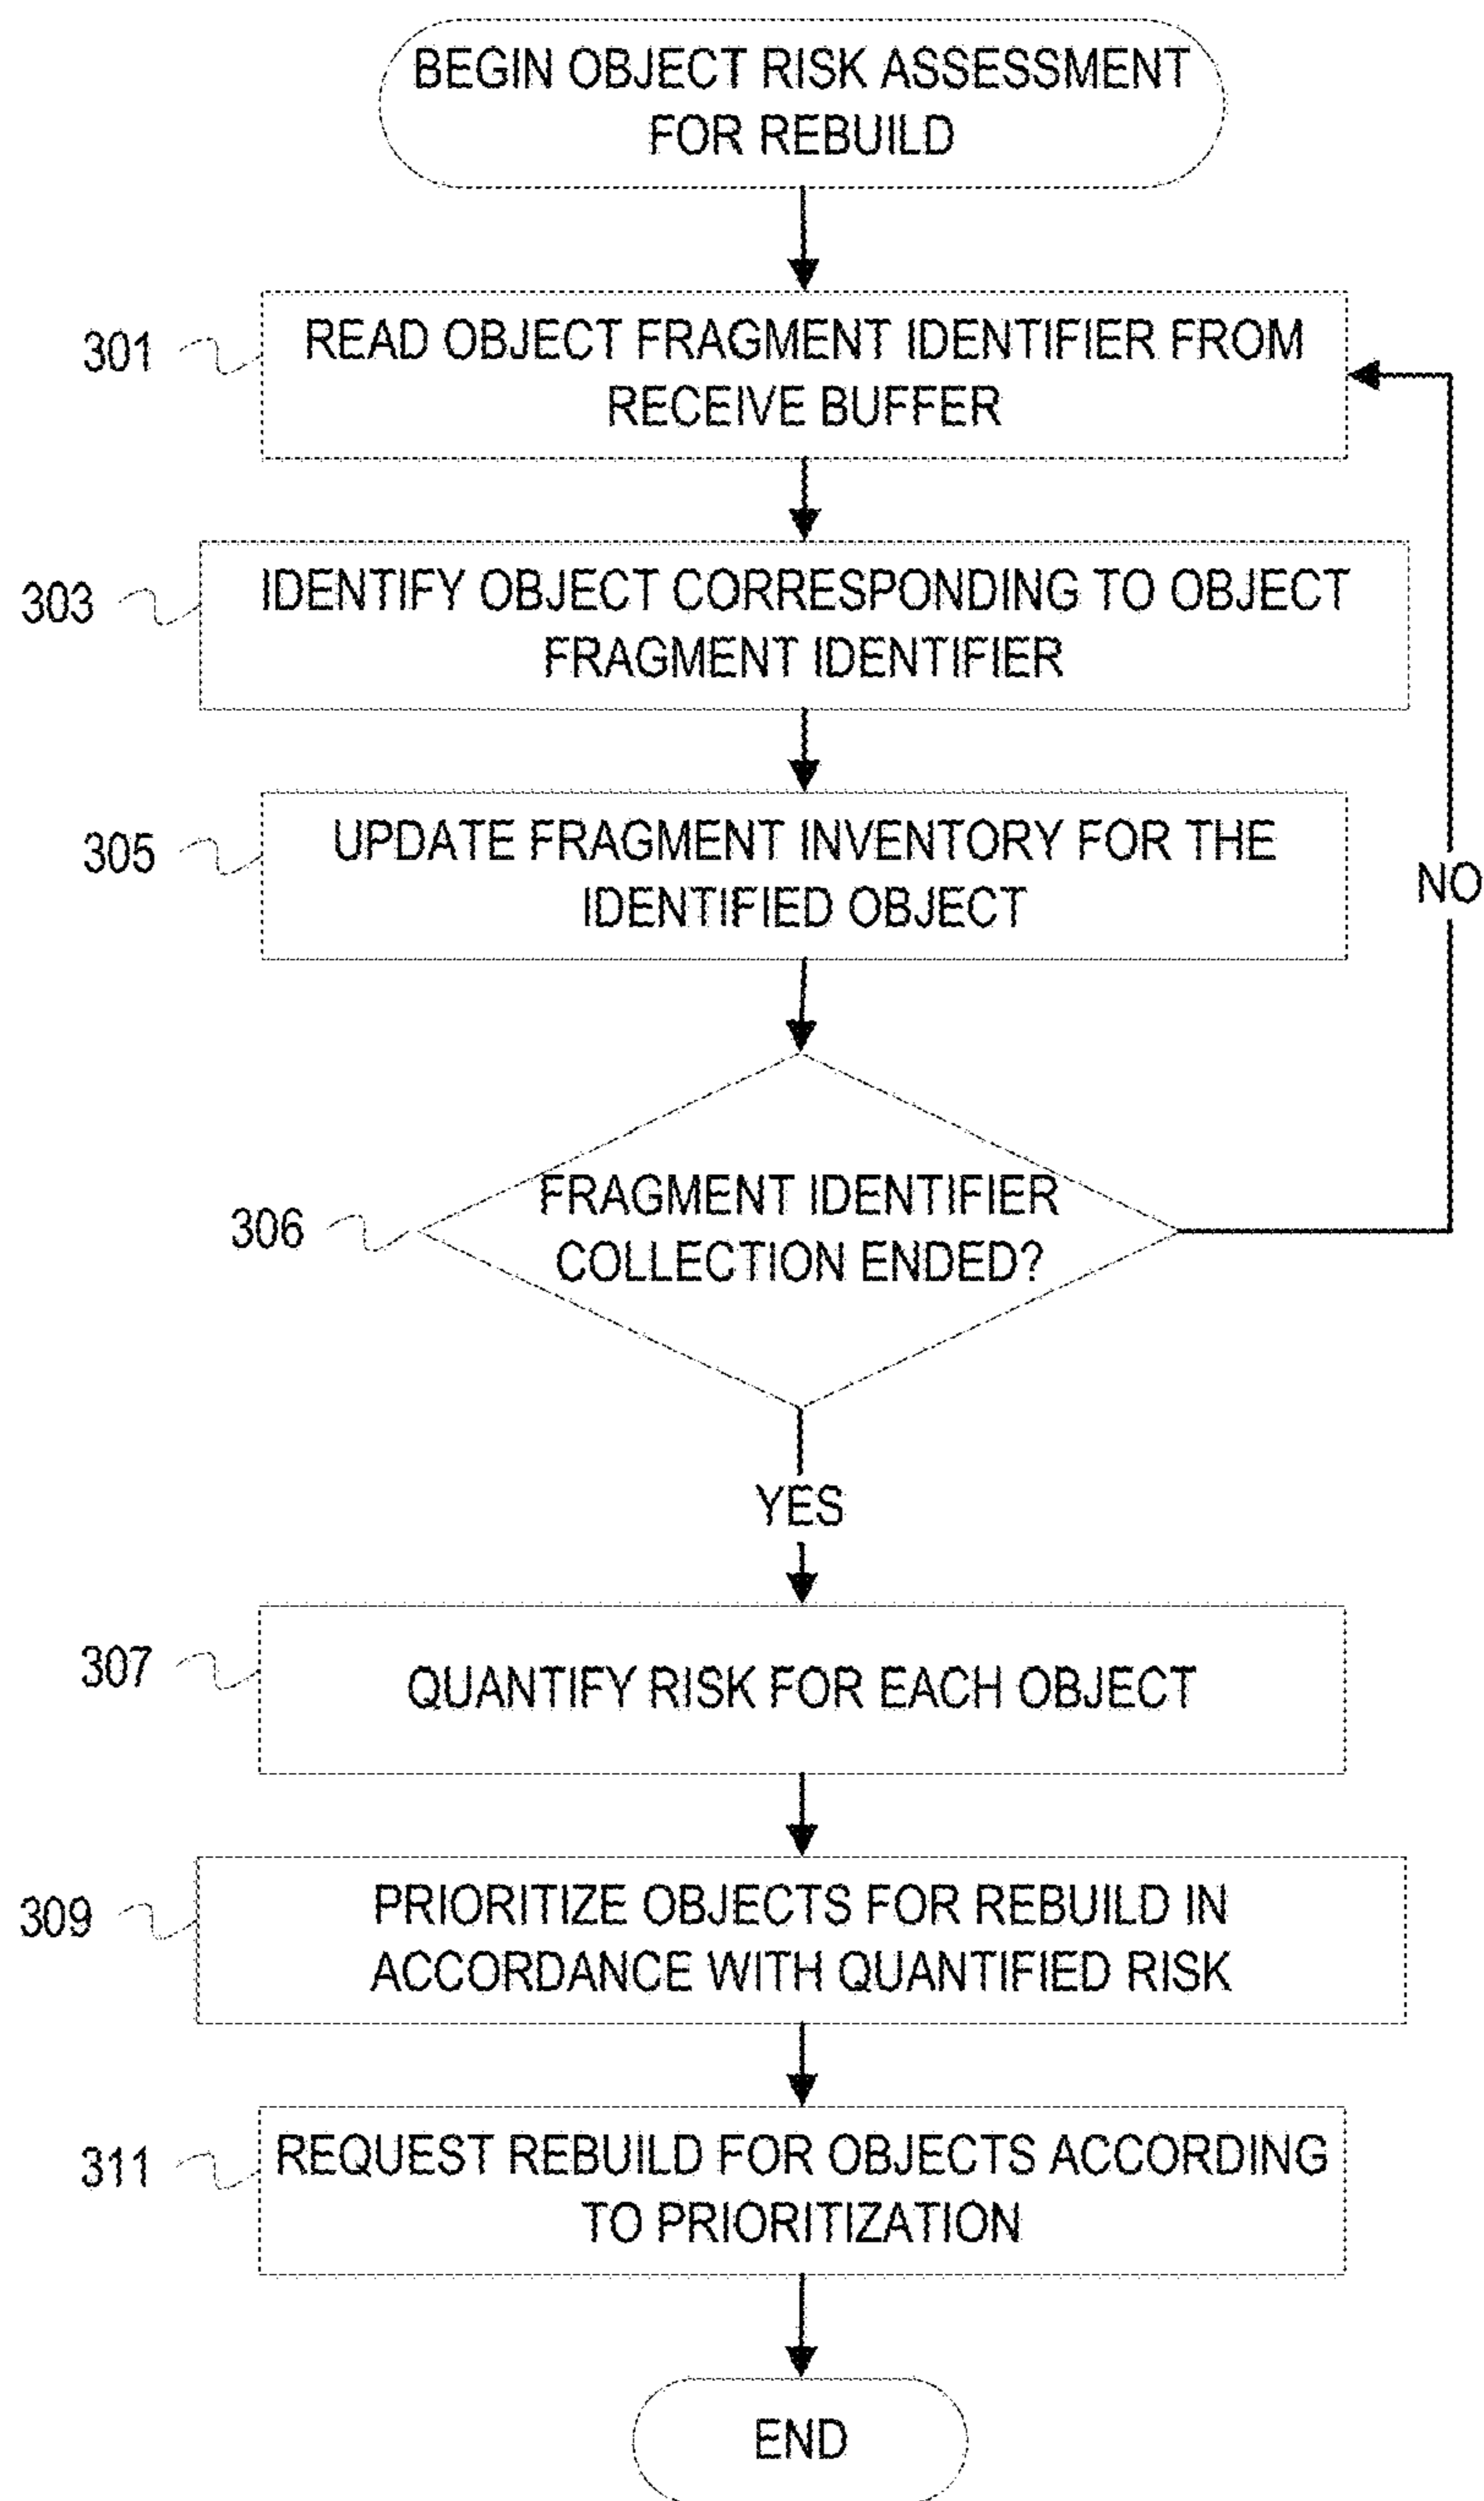 BEGIN OBJECT RISK ASSESSMENT
FOR REBUILD
301
READ OBJECT FRAGMENT IDENTIFIER FROM
RECEIVE BUFFER
303
IDENTIFY OBJECT CORRESPONDING TO OBJECT
FRAGMENT IDENTIFIER
305
UPDATE FRAGMENT INVENTORY FOR THE
IDENTIFIED OBJECT
NO
306
FRAGMENT IDENTIFIER
COLLECTION ENDED?
YES
307
QUANTIFY RISK FOR EACH OBJECT
309
PRIORITIZE OBJECTS FOR REBUILD IN
ACCORDANCE WITH QUANTIFIED RISK
311
REQUEST REBUILD FOR OBJECTS ACCORDING
TO PRIORITIZATION
END